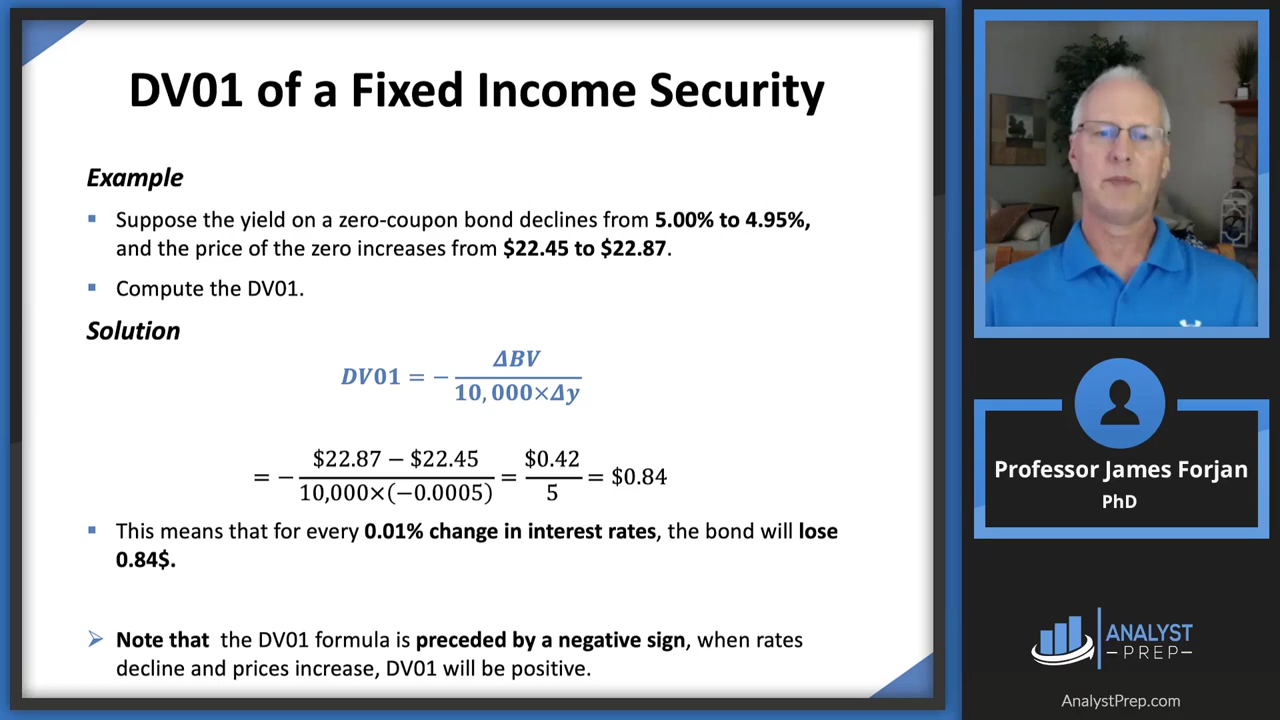 DV01 of a Fixed Income Security
Example
▪ Suppose the yield on a zero-coupon bond declines from 5.00% to 4.95%,
and the price of the zero increases from $22.45 to $22.87.
▪ Compute the DV01.
Solution
DV01 = − ΔBV / 10,000×Δy
= − $22.87 − $22.45 / 10,000×(−0.0005) = $0.42 / 5 = $0.84
▪ This means that for every 0.01% change in interest rates, the bond will lose
0.84$.
➢ Note that the DV01 formula is preceded by a negative sign, when rates
decline and prices increase, DV01 will be positive.
Professor James Forjan
PhD
ANALYST
–PREP–
AnalystPrep.com